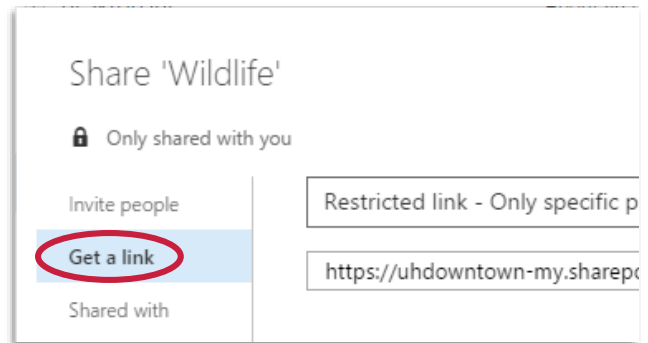 Share 'Wildlife'
Only shared with you
Invite people
Restricted link - Only specific p
Get a link
https://uhdowntown-my.sharepo
Shared with